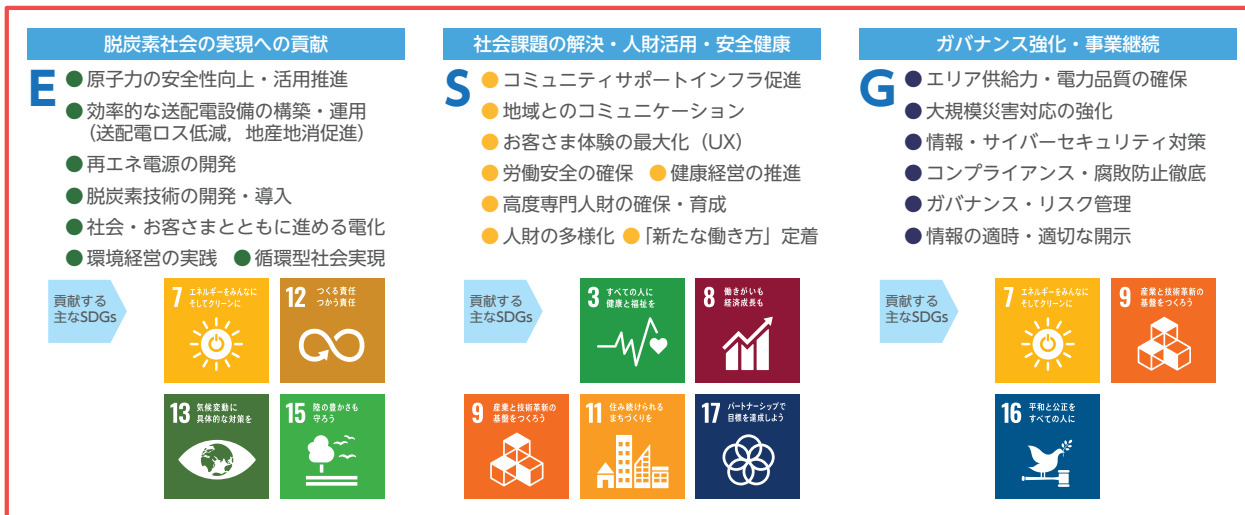 脱炭素社会の実現への貢献
E
●原子力の安全性向上・活用推進
●効率的な送配電設備の構築・運用
(送配電ロス低減,地産地消促進)
●再エネ電源の開発
●脱炭素技術の開発・導入
●社会・お客さまとともに進める電化
●環境経営の実践 ●循環型社会実現
貢献する
主なSDGs
7 エネルギーをみんなに
そしてクリーンに
12 つくる責任
つかう責任
13 気候変動に
具体的な対策を
15 陸の豊かさも
守ろう
社会課題の解決・人財活用・安全健康
S
●コミュニティサポートインフラ促進
●地域とのコミュニケーション
●お客さま体験の最大化(UX)
●労働安全の確保 ●健康経営の推進
●高度専門人財の確保・育成
●人財の多様化 ●「新たな働き方」定着
貢献する
主なSDGs
3 すべての人に
健康と福祉を
8 働きがいも
経済成長も
9 産業と技術革新の
基盤をつくろう
11 住み続けられる
まちづくりを
17 パートナーシップで
目標を達成しよう
ガバナンス強化・事業継続
G
●エリア供給力・電力品質の確保
●大規模災害対応の強化
●情報・サイバーセキュリティ対策
●コンプライアンス・腐敗防止徹底
●ガバナンス・リスク管理
●情報の適時・適切な開示
貢献する
主なSDGs
7 エネルギーをみんなに
そしてクリーンに
9 産業と技術革新の
基盤をつくろう
16 平和と公正を
すべての人に